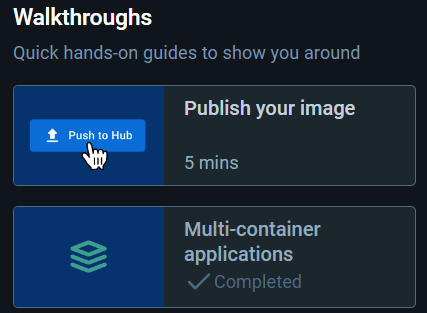 Walkthroughs
Quick hands-on guides to show you around
Push to Hub
Publish your image
5 mins
Multi-container
applications
Completed